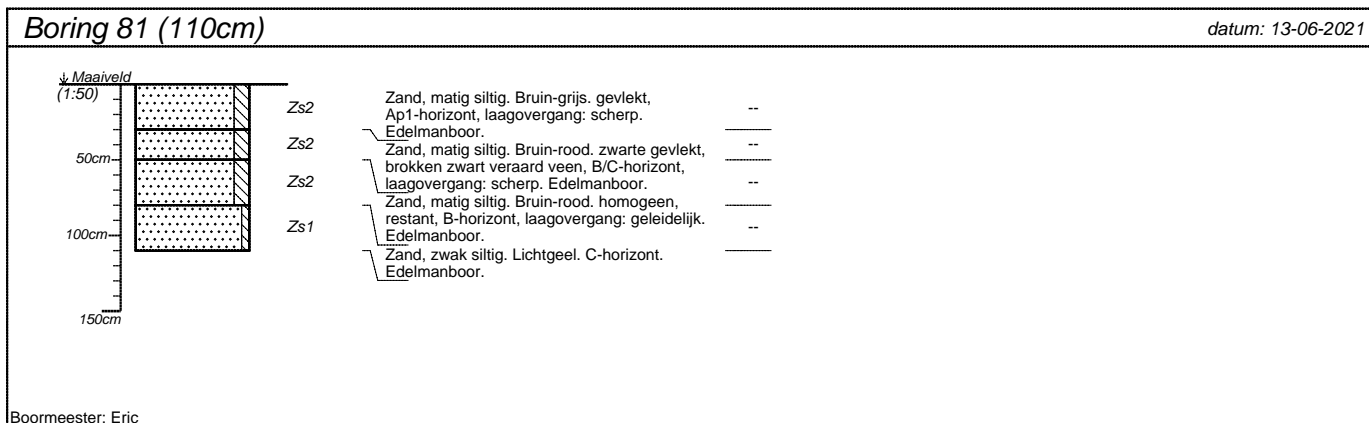 Boring 81 (110cm)
datum: 13-06-2021
Maaiveld
(1:50)
Zs2
Zand, matig siltig. Bruin-grijs. gevlekt,
Ap1-horizont, laagovergang: scherp.
Edelmanboor.
--
Zs2
Zand, matig siltig. Bruin-rood. zwarte gevlekt,
brokken zwart veraard veen, B/C-horizont,
laagovergang: scherp. Edelmanboor.
--
50cm
Zs2
Zand, matig siltig. Bruin-rood. homogeen,
restant, B-horizont, laagovergang: geleidelijk.
Edelmanboor.
--
Zs1
Zand, zwak siltig. Lichtgeel. C-horizont.
Edelmanboor.
--
100cm
150cm
Boormeester: Eric